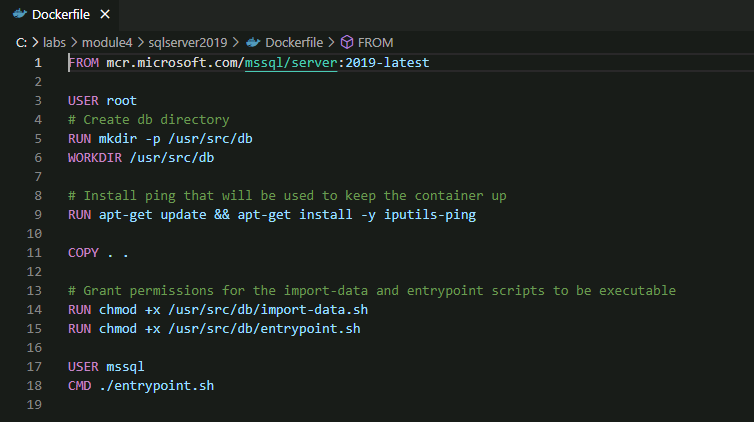 Dockerfile ×
C: > labs > module4 > sqlserver2019 > Dockerfile > FROM
1 FROM mcr.microsoft.com/mssql/server:2019-latest
2
3 USER root
4 # Create db directory
5 RUN mkdir -p /usr/src/db
6 WORKDIR /usr/src/db
7
8 # Install ping that will be used to keep the container up
9 RUN apt-get update && apt-get install -y iputils-ping
10
11 COPY . .
12
13 # Grant permissions for the import-data and entrypoint scripts to be executable
14 RUN chmod +x /usr/src/db/import-data.sh
15 RUN chmod +x /usr/src/db/entrypoint.sh
16
17 USER mssql
18 CMD ./entrypoint.sh
19